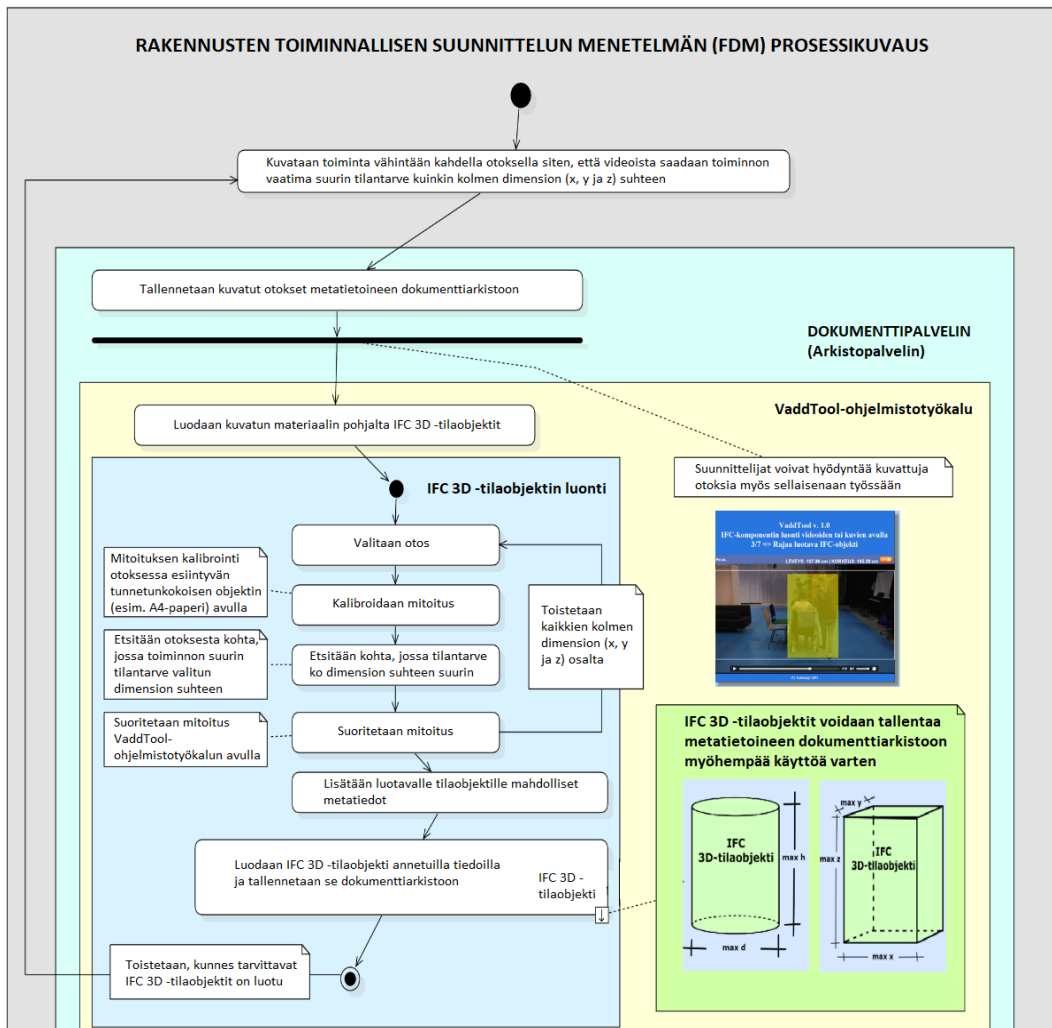 RAKENNUSTEN TOIMINNALLISEN SUUNNITTELUN MENETELMÄN (FDM) PROSESSIKUVAUS
Kuvataan toiminta vähintään kahdella otoksella siten, että videoista saadaan toiminnon
vaatima suurin tilantarve kuinkin kolmen dimension (x, y ja z) suhteen
Tallennetaan kuvatut otokset metatietoineen dokumenttiarkistoon
DOKUMENTTIPALVELIN
(Arkistopalvelin)
VaddTool-ohjelmistotyökalu
Luodaan kuvatun materiaalin pohjalta IFC 3D -tilaobjektit
Suunnittelijat voivat hyödyntää kuvattuja
otoksia myös sellaisenaan työssään
IFC 3D -tilaobjektin luonti
Valitaan otos
Mitoituksen kalibrointi
otoksessa esiintyvän
tunnetunkokoisen objektin
(esim. A4-paperi) avulla
Kalibroidaan mitoitus
Toistetaan
kaikkien kolmen
dimension (x, y
ja z) osalta
Etsitään otoksesta kohta,
jossa toiminnon suurin
tilantarve valitun
dimension suhteen
Etsitään kohta, jossa tilantarve
ko dimension suhteen suurin
Suoritetaan mitoitus
VaddTool-
ohjelmistotyökalun avulla
Suoritetaan mitoitus
Lisätään luotavalle tilaobjektille mahdolliset
metatiedot
Luodaan IFC 3D -tilaobjekti annetuilla tiedoilla
ja tallennetaan se dokumenttiarkistoon
IFC 3D -
tilaobjekti
Toistetaan, kunnes tarvittavat
IFC 3D -tilaobjektit on luotu
VaddTool v. 1.0
IFC-komponentin luonti videoiden tai kuvien avulla
3/7 => Rajaa luotava IFC-objekti
IFC 3D -tilaobjektit voidaan tallentaa
metatietoineen dokumenttiarkistoon
myöhempää käyttöä varten
IFC
3D-tilaobjekti
max h
max d
max y
max z
IFC
3D-tilaobjekti
max x